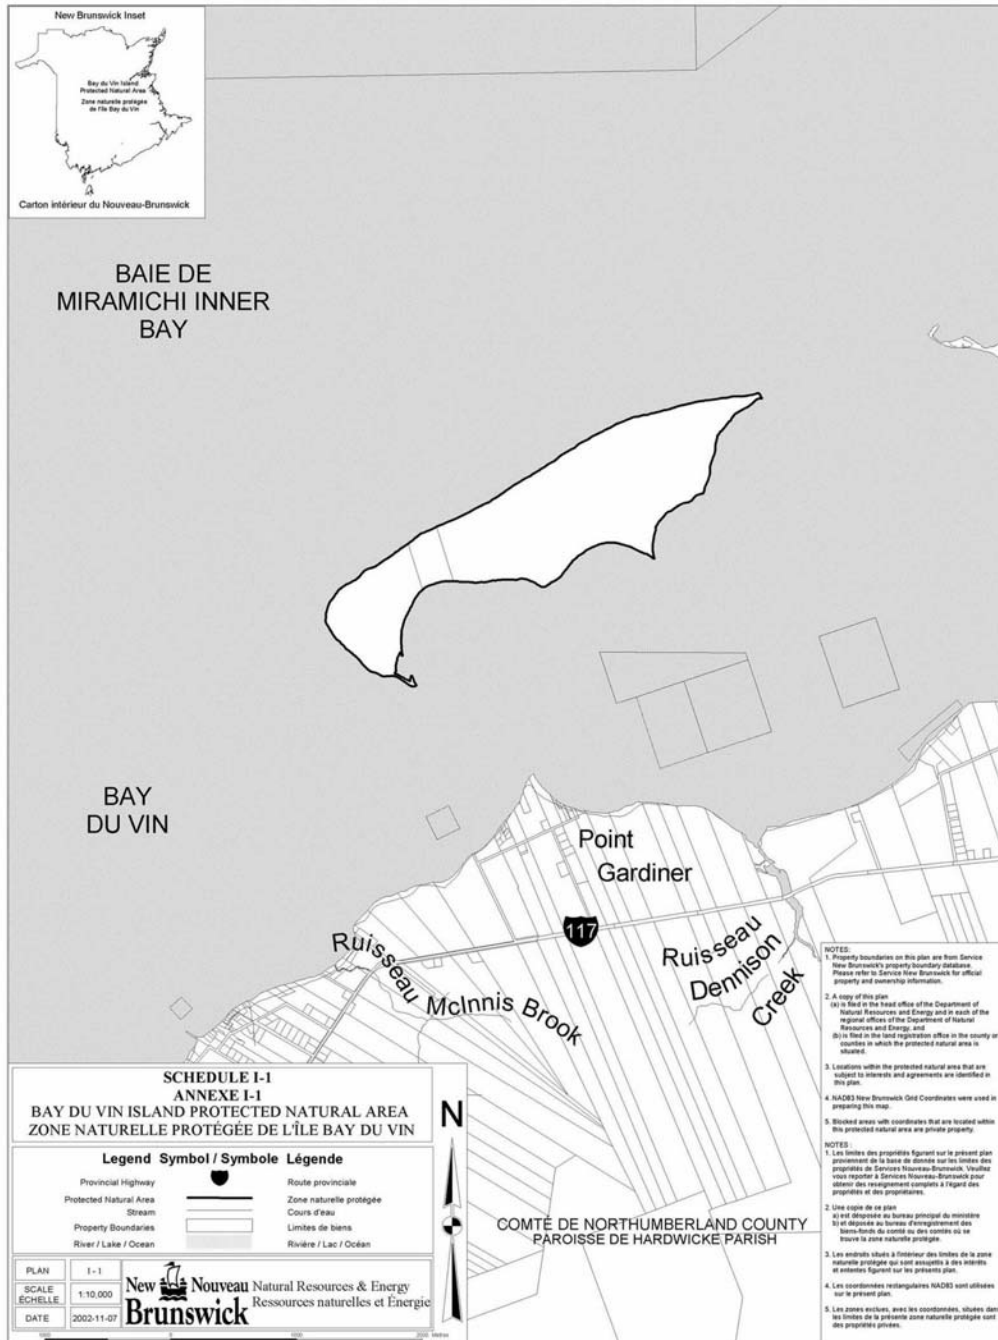 New Brunswick Inset
Bay du Vin Island
Protected Natural Area
Zone naturelle protégée
de l'île Bay du Vin
Carton intérieur du Nouveau-Brunswick
BAIE DE
MIRAMICHI INNER
BAY
BAY
DU VIN
Point
Gardiner
117
Ruisseau
McInnis Brook
Ruisseau
Dennison
Creek
COMTÉ DE NORTHUMBERLAND COUNTY
PAROISSE DE HARDWICKE PARISH
NOTES:
1. Property boundaries on this plan are from Service
New Brunswick's property boundary database.
Please refer to Service New Brunswick for official
property and ownership information.
2. A copy of this plan
(a) is filed in the head office of the Department of
Natural Resources and Energy and in each of the
regional offices of the Department of Natural
Resources and Energy, and
(b) is filed in the land registration office in the county or
counties in which the protected natural area is
situated.
3. Locations within the protected natural area that are
subject to interests and agreements are identified in
this plan.
4. NAD83 New Brunswick Grid Coordinates were used in
preparing this map.
5. Blocked areas with coordinates that are located within
this protected natural area are private property.
NOTES :
1. Les limites des propriétés figurant sur le présent plan
proviennent de la base de donnée sur les limites des
propriétés de Services Nouveau-Brunswick. Veuillez
vous reporter à Services Nouveau-Brunswick pour
obtenir des reseignement complets à l'égard des
propriétés et des propriétaires.
2. Une copie de ce plan
a) est désposée au bureau principal du ministère
b) et déposée au bureau d'enregistrement des
biens-fonds du comté ou des comtés où se
trouve la zone naturelle protégée.
3. Les endroits situés à l'intérieur des limites de la zone
naturelle protégée qui sont assujetis à des intérêts
et ententes figurent sur les présents plan.
4. Les coordonnées rectangulaires NAD83 sont utilisées
sur le présent plan.
5. Les zones exclues, avec les coordonnées, situées dans
les limites de la présente zone naturelle protégée sont
des propriétés privées.
SCHEDULE I-1
ANNEXE I-1
BAY DU VIN ISLAND PROTECTED NATURAL AREA
ZONE NATURELLE PROTÉGÉE DE L'ÎLE BAY DU VIN
Legend Symbol / Symbole Légende
Provincial Highway Route provinciale
Protected Natural Area Zone naturelle protégée
Stream Cours d'eau
Property Boundaries Limites de biens
River / Lake / Ocean Rivière / Lac / Océan
N
PLAN I-1
SCALE ÉCHELLE 1:10,000
DATE 2002-11-07
New Nouveau Brunswick
Natural Resources & Energy
Ressources naturelles et Énergie
1000 0 1000 2000 Metres